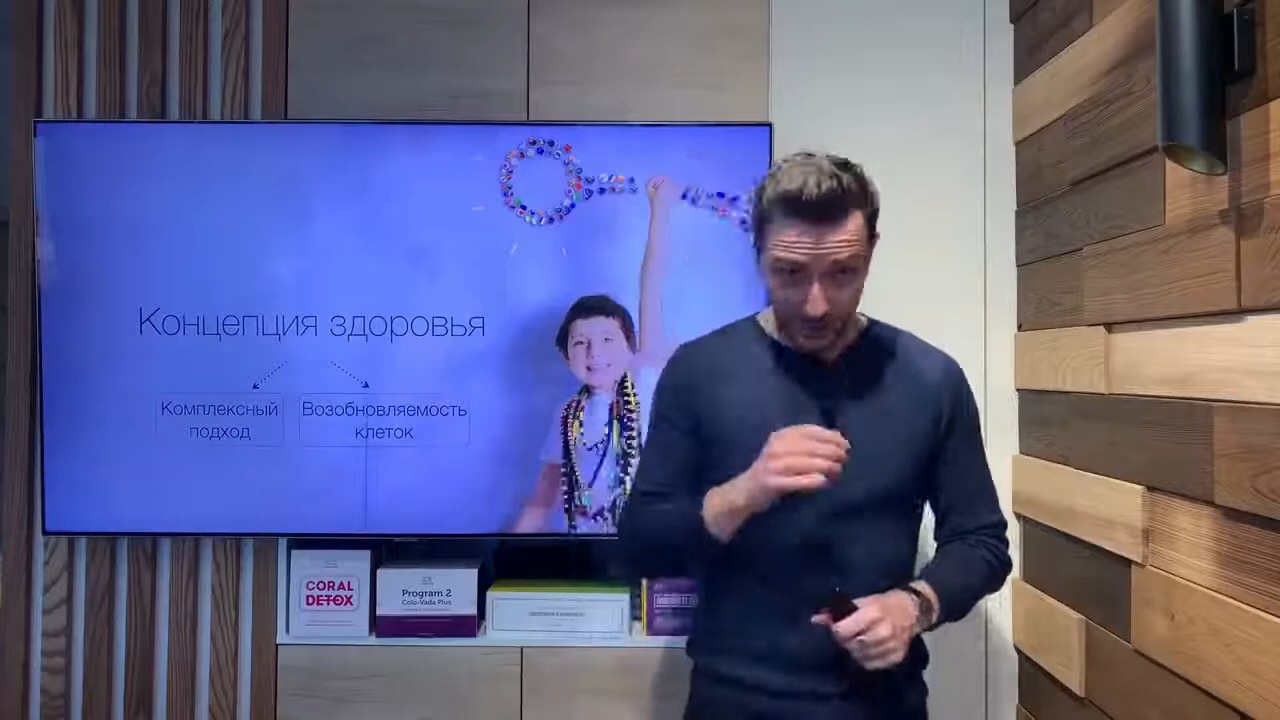 Концепция здоровья
Комплексный
подход
Возобновляемость
клеток
CORAL
DETOX
Program 2
Colo-Vada Plus